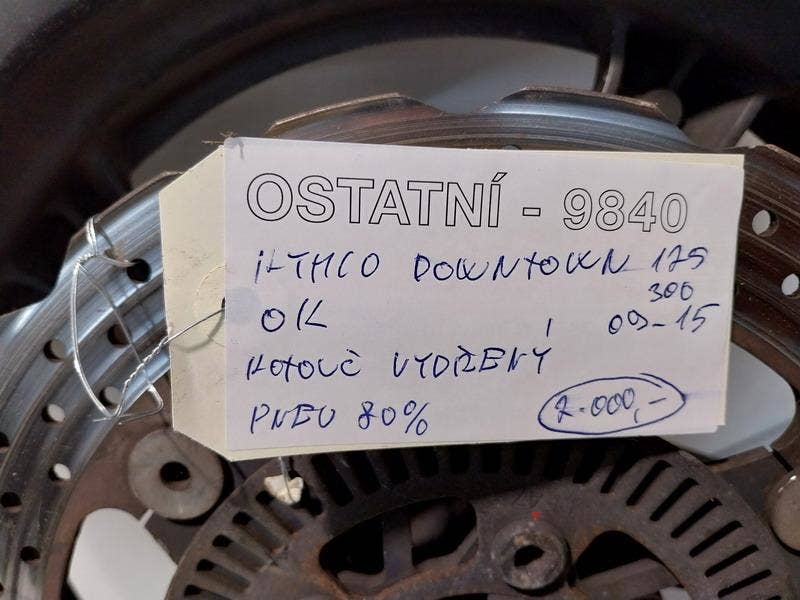 OSTATNÍ - 9840
KYMCO DOWNTOWN 125
300
OK 09-15
KOTOUČ VYDŘENÝ
PNEU 80%
2.000,-